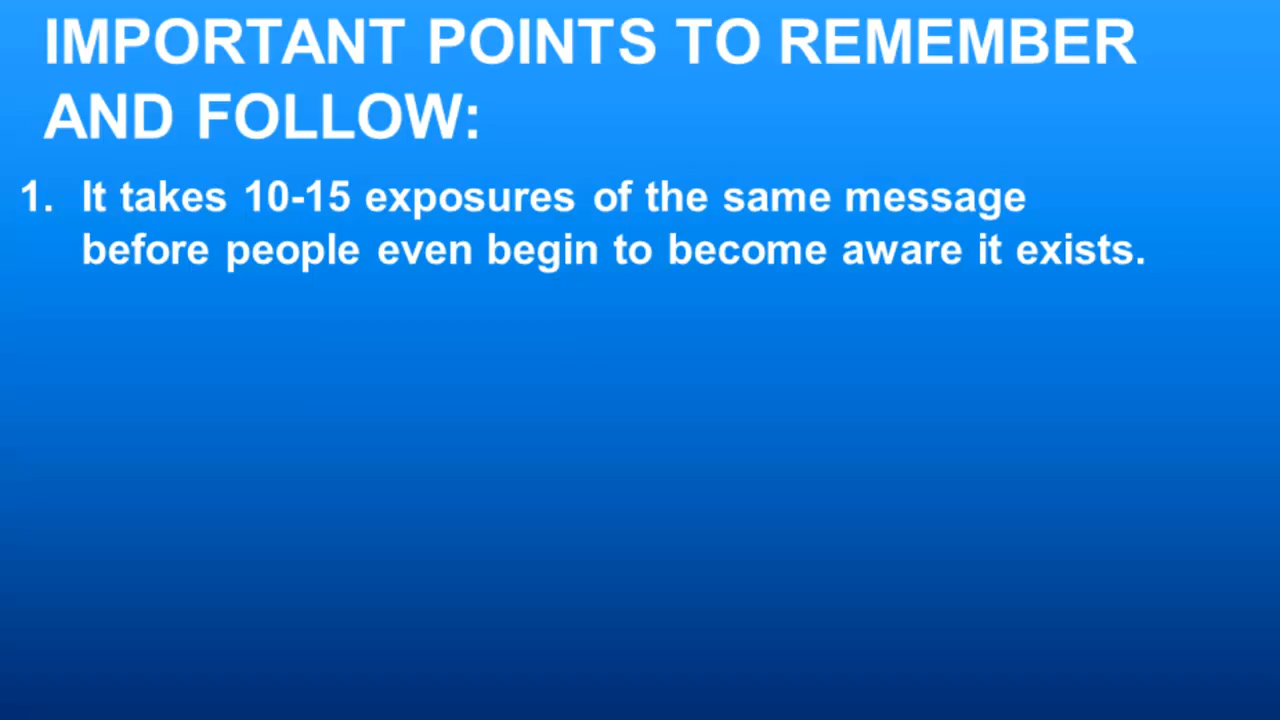 IMPORTANT POINTS TO REMEMBER
AND FOLLOW:
1. It takes 10-15 exposures of the same message
before people even begin to become aware it exists.